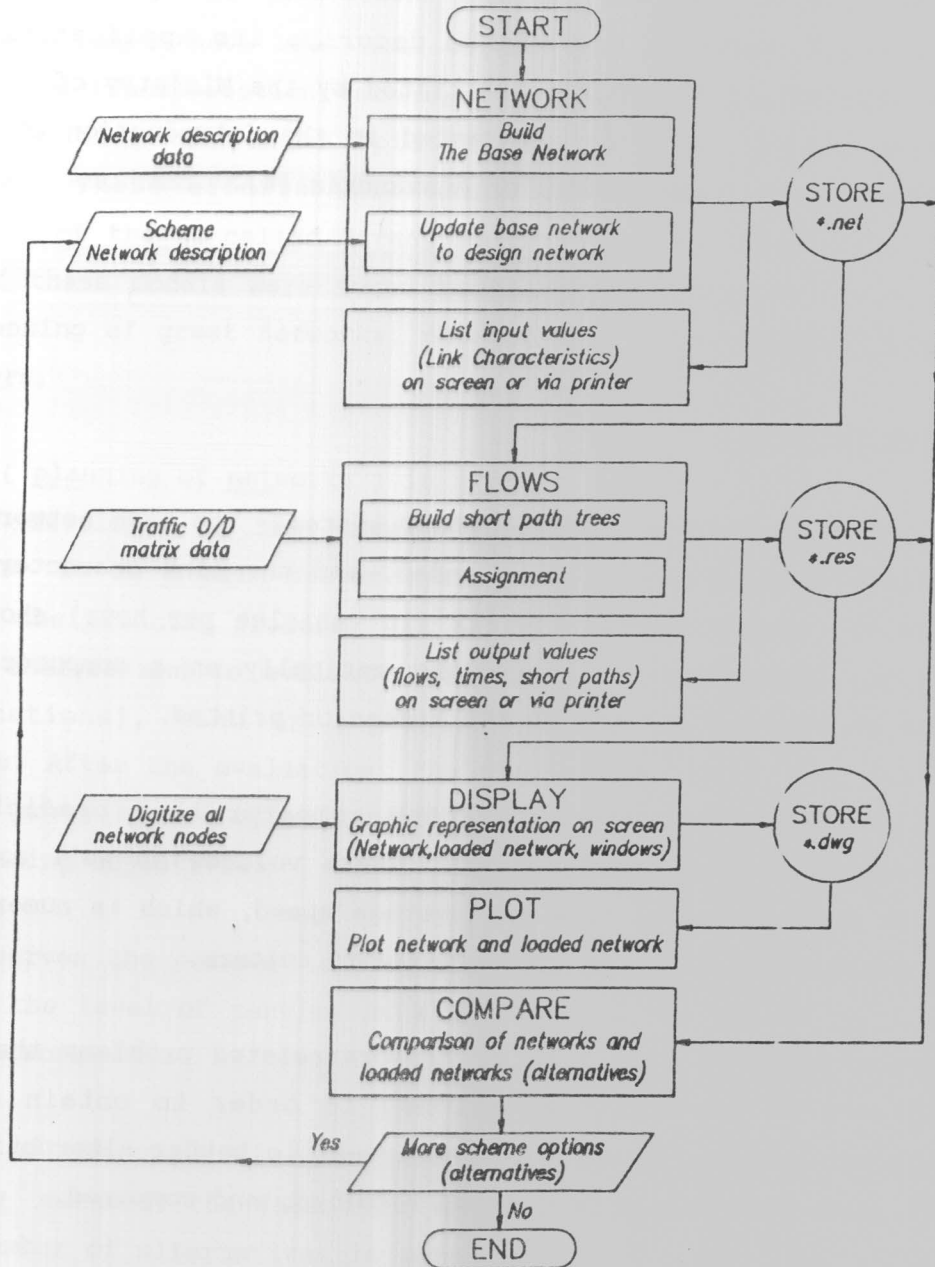 START
NETWORK
Build
The Base Network
Network description
data
Scheme
Network description
Update base network
to design network
STORE
*.net
List input values
(Link Characteristics)
on screen or via printer
FLOWS
Build short path trees
Assignment
Traffic O/D
matrix data
STORE
*.res
List output values
(flows, times, short paths)
on screen or via printer
DISPLAY
Graphic representation on screen
(Network,loaded network, windows)
Digitize all
network nodes
STORE
*.dwg
PLOT
Plot network and loaded network
COMPARE
Comparison of networks and
loaded networks (alternatives)
More scheme options
(alternatives)
Yes
No
END